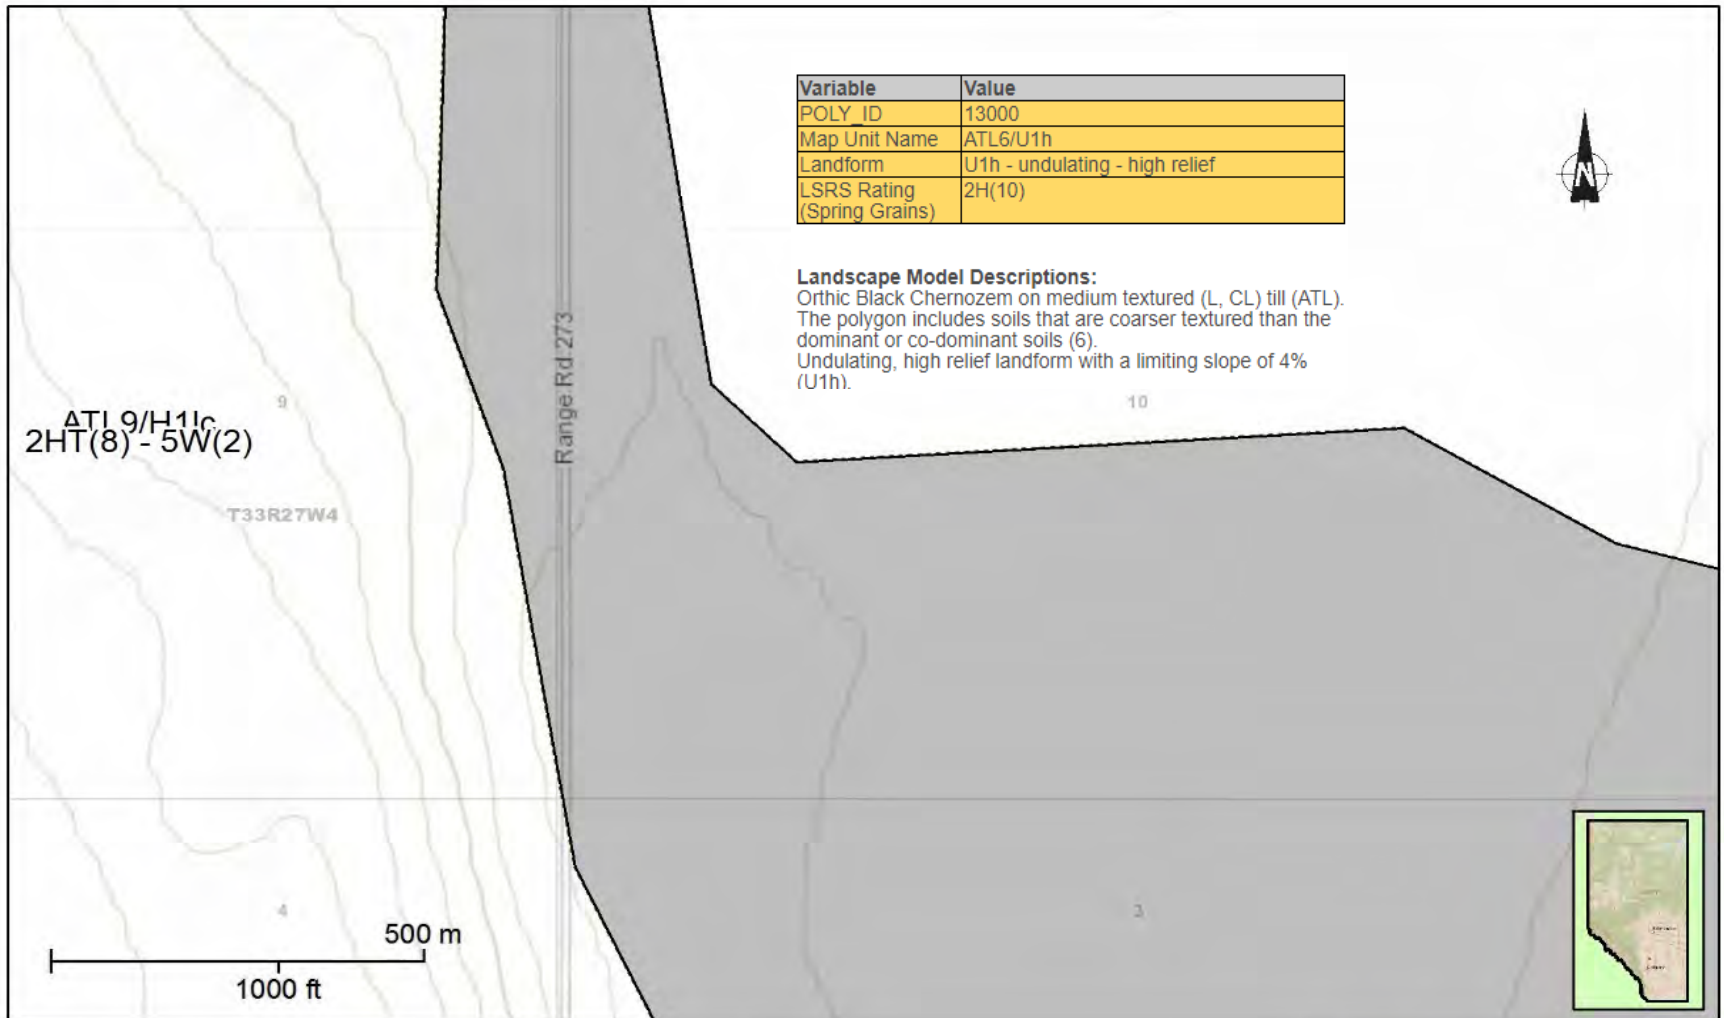 Variable Value
POLY_ID 13000
Map Unit Name ATL6/U1h
Landform U1h - undulating - high relief
LSRS Rating 2H(10)
(Spring Grains)
N
Landscape Model Descriptions:
Orthic Black Chernozem on medium textured (L, CL) till (ATL).
The polygon includes soils that are coarser textured than the
dominant or co-dominant soils (6).
Undulating, high relief landform with a limiting slope of 4%
(U1h).
Range Rd 273
9
10
ATL9/H1lc
2HT(8) - 5W(2)
T33R27W4
4
3
500 m
1000 ft